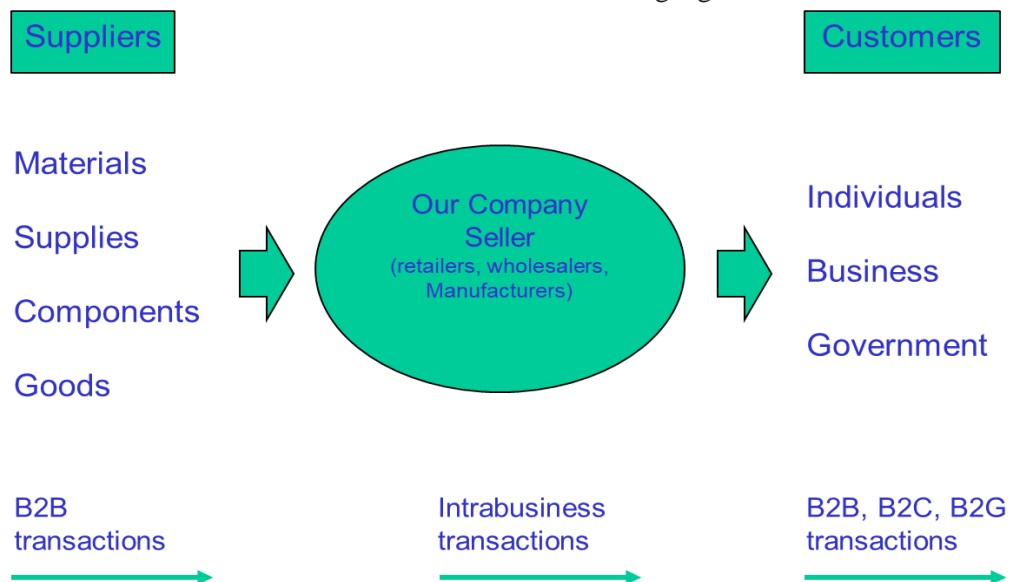 Suppliers
Customers
Materials
Supplies
Components
Goods
Our Company
Seller
(retailers, wholesalers,
Manufacturers)
Individuals
Business
Government
B2B
transactions
Intrabusiness
transactions
B2B, B2C, B2G
transactions